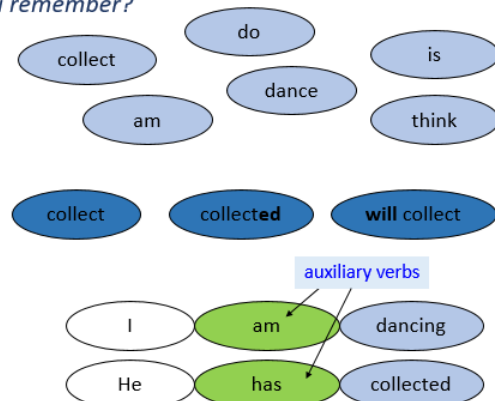 remember?
do
collect
is
dance
am
think
collect collected will collect
auxiliary verbs
I am dancing
He has collected